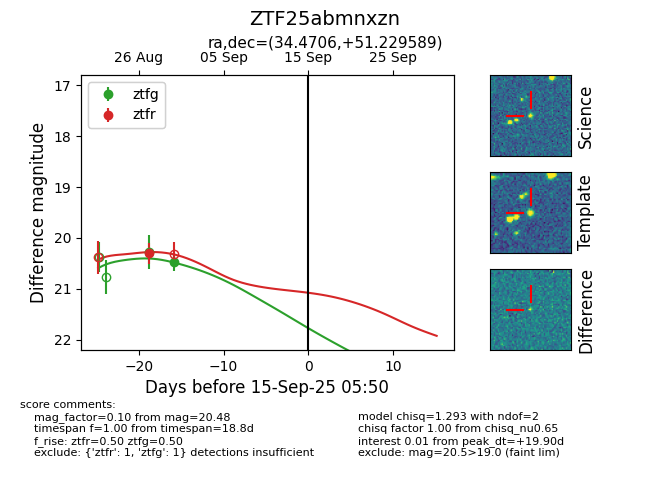 ZTF25abmnxzn
ra,dec=(34.4706,+51.229589)
26 Aug 05 Sep 15 Sep 25 Sep
ztfg
ztfr
17
18
19
20
21
22
Difference magnitude
−20 −10 0 10
Days before 15-Sep-25 05:50
Science
Template
Difference
score comments:
mag_factor=0.10 from mag=20.48
timespan f=1.00 from timespan=18.8d
f_rise: ztfr=0.50 ztfg=0.50
exclude: {'ztfr': 1, 'ztfg': 1} detections insufficient
model chisq=1.293 with ndof=2
chisq factor 1.00 from chisq_nu0.65
interest 0.01 from peak_dt=+19.90d
exclude: mag=20.5>19.0 (faint lim)